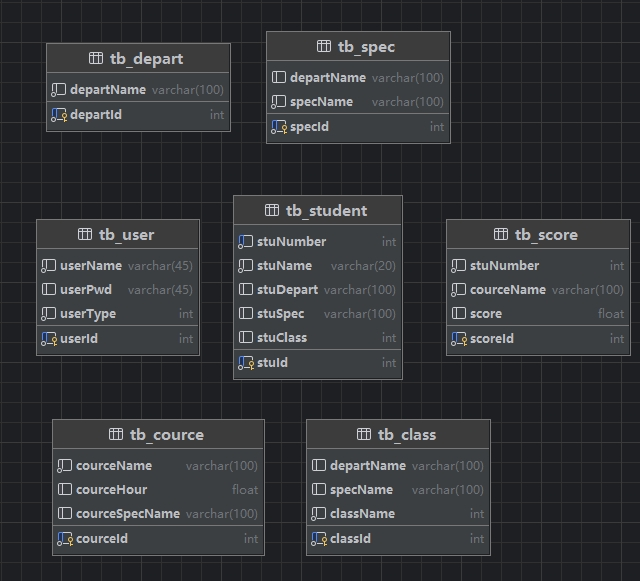 tb_depart
departName varchar(100)
departId int
tb_spec
departName varchar(100)
specName varchar(100)
specId int
tb_user
userName varchar(45)
userPwd varchar(45)
userType int
userId int
tb_student
stuNumber int
stuName varchar(20)
stuDepart varchar(100)
stuSpec varchar(100)
stuClass int
stuId int
tb_score
stuNumber int
courceName varchar(100)
score float
scoreId int
tb_cource
courceName varchar(100)
courceHour float
courceSpecName varchar(100)
courceId int
tb_class
departName varchar(100)
specName varchar(100)
className int
classId int